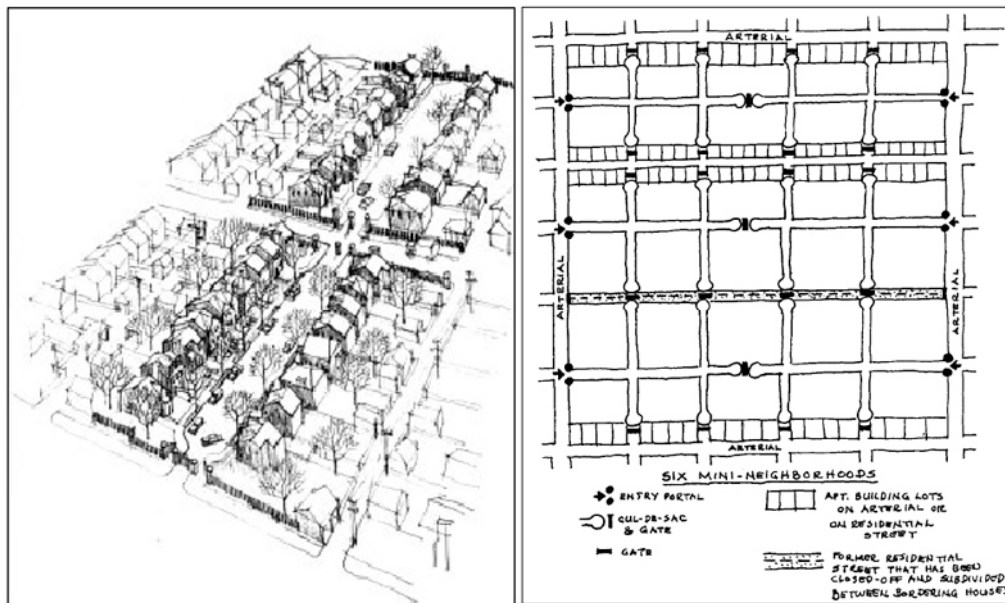 ARTERIAL
ARTERIAL
ARTERIAL
ARTERIAL
SIX MINI-NEIGHBORHOODS
ENTRY PORTAL
CUL-DE-SAC
& GATE
GATE
APT. BUILDING LOTS
ON ARTERIAL OR
ON RESIDENTIAL
STREET
FORMER RESIDENTIAL
STREET THAT HAS BEEN
CLOSED-OFF AND SUBDIVIDED
BETWEEN BORDERING HOUSES